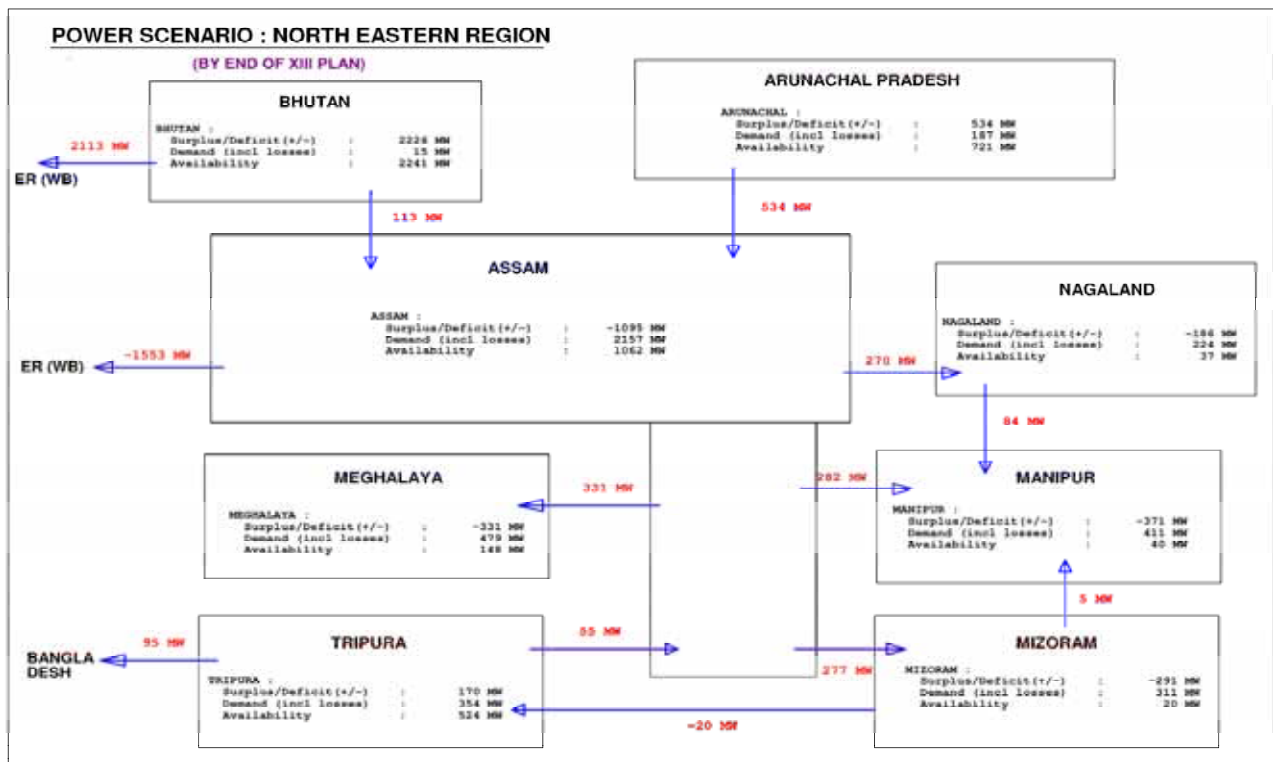 POWER SCENARIO : NORTH EASTERN REGION
(BY END OF XIII PLAN)
BHUTAN
BHUTAN :
Surplus/Deficit(+/-) : 2226 MW
Demand (incl losses) : 15 MW
Availability : 2241 MW
2113 MW
ER (WB)
113 MW
ARUNACHAL PRADESH
ARUNACHAL :
Surplus/Deficit(+/-) : 534 MW
Demand (incl losses) : 187 MW
Availability : 721 MW
534 MW
ASSAM
ASSAM :
Surplus/Deficit(+/-) : -1095 MW
Demand (incl losses) : 2157 MW
Availability : 1062 MW
-1553 MW
ER (WB)
270 MW
NAGALAND
NAGALAND :
Surplus/Deficit(+/-) : -186 MW
Demand (incl losses) : 224 MW
Availability : 37 MW
84 MW
MEGHALAYA
MEGHALAYA :
Surplus/Deficit(+/-) : -331 MW
Demand (incl losses) : 479 MW
Availability : 148 MW
331 MW
282 MW
MANIPUR
MANIPUR :
Surplus/Deficit(+/-) : -371 MW
Demand (incl losses) : 411 MW
Availability : 40 MW
5 MW
95 MW
BANGLA
DESH
TRIPURA
TRIPURA :
Surplus/Deficit(+/-) : 170 MW
Demand (incl losses) : 354 MW
Availability : 524 MW
55 MW
277 MW
MIZORAM
MIZORAM :
Surplus/Deficit(+/-) : -291 MW
Demand (incl losses) : 311 MW
Availability : 20 MW
-20 MW